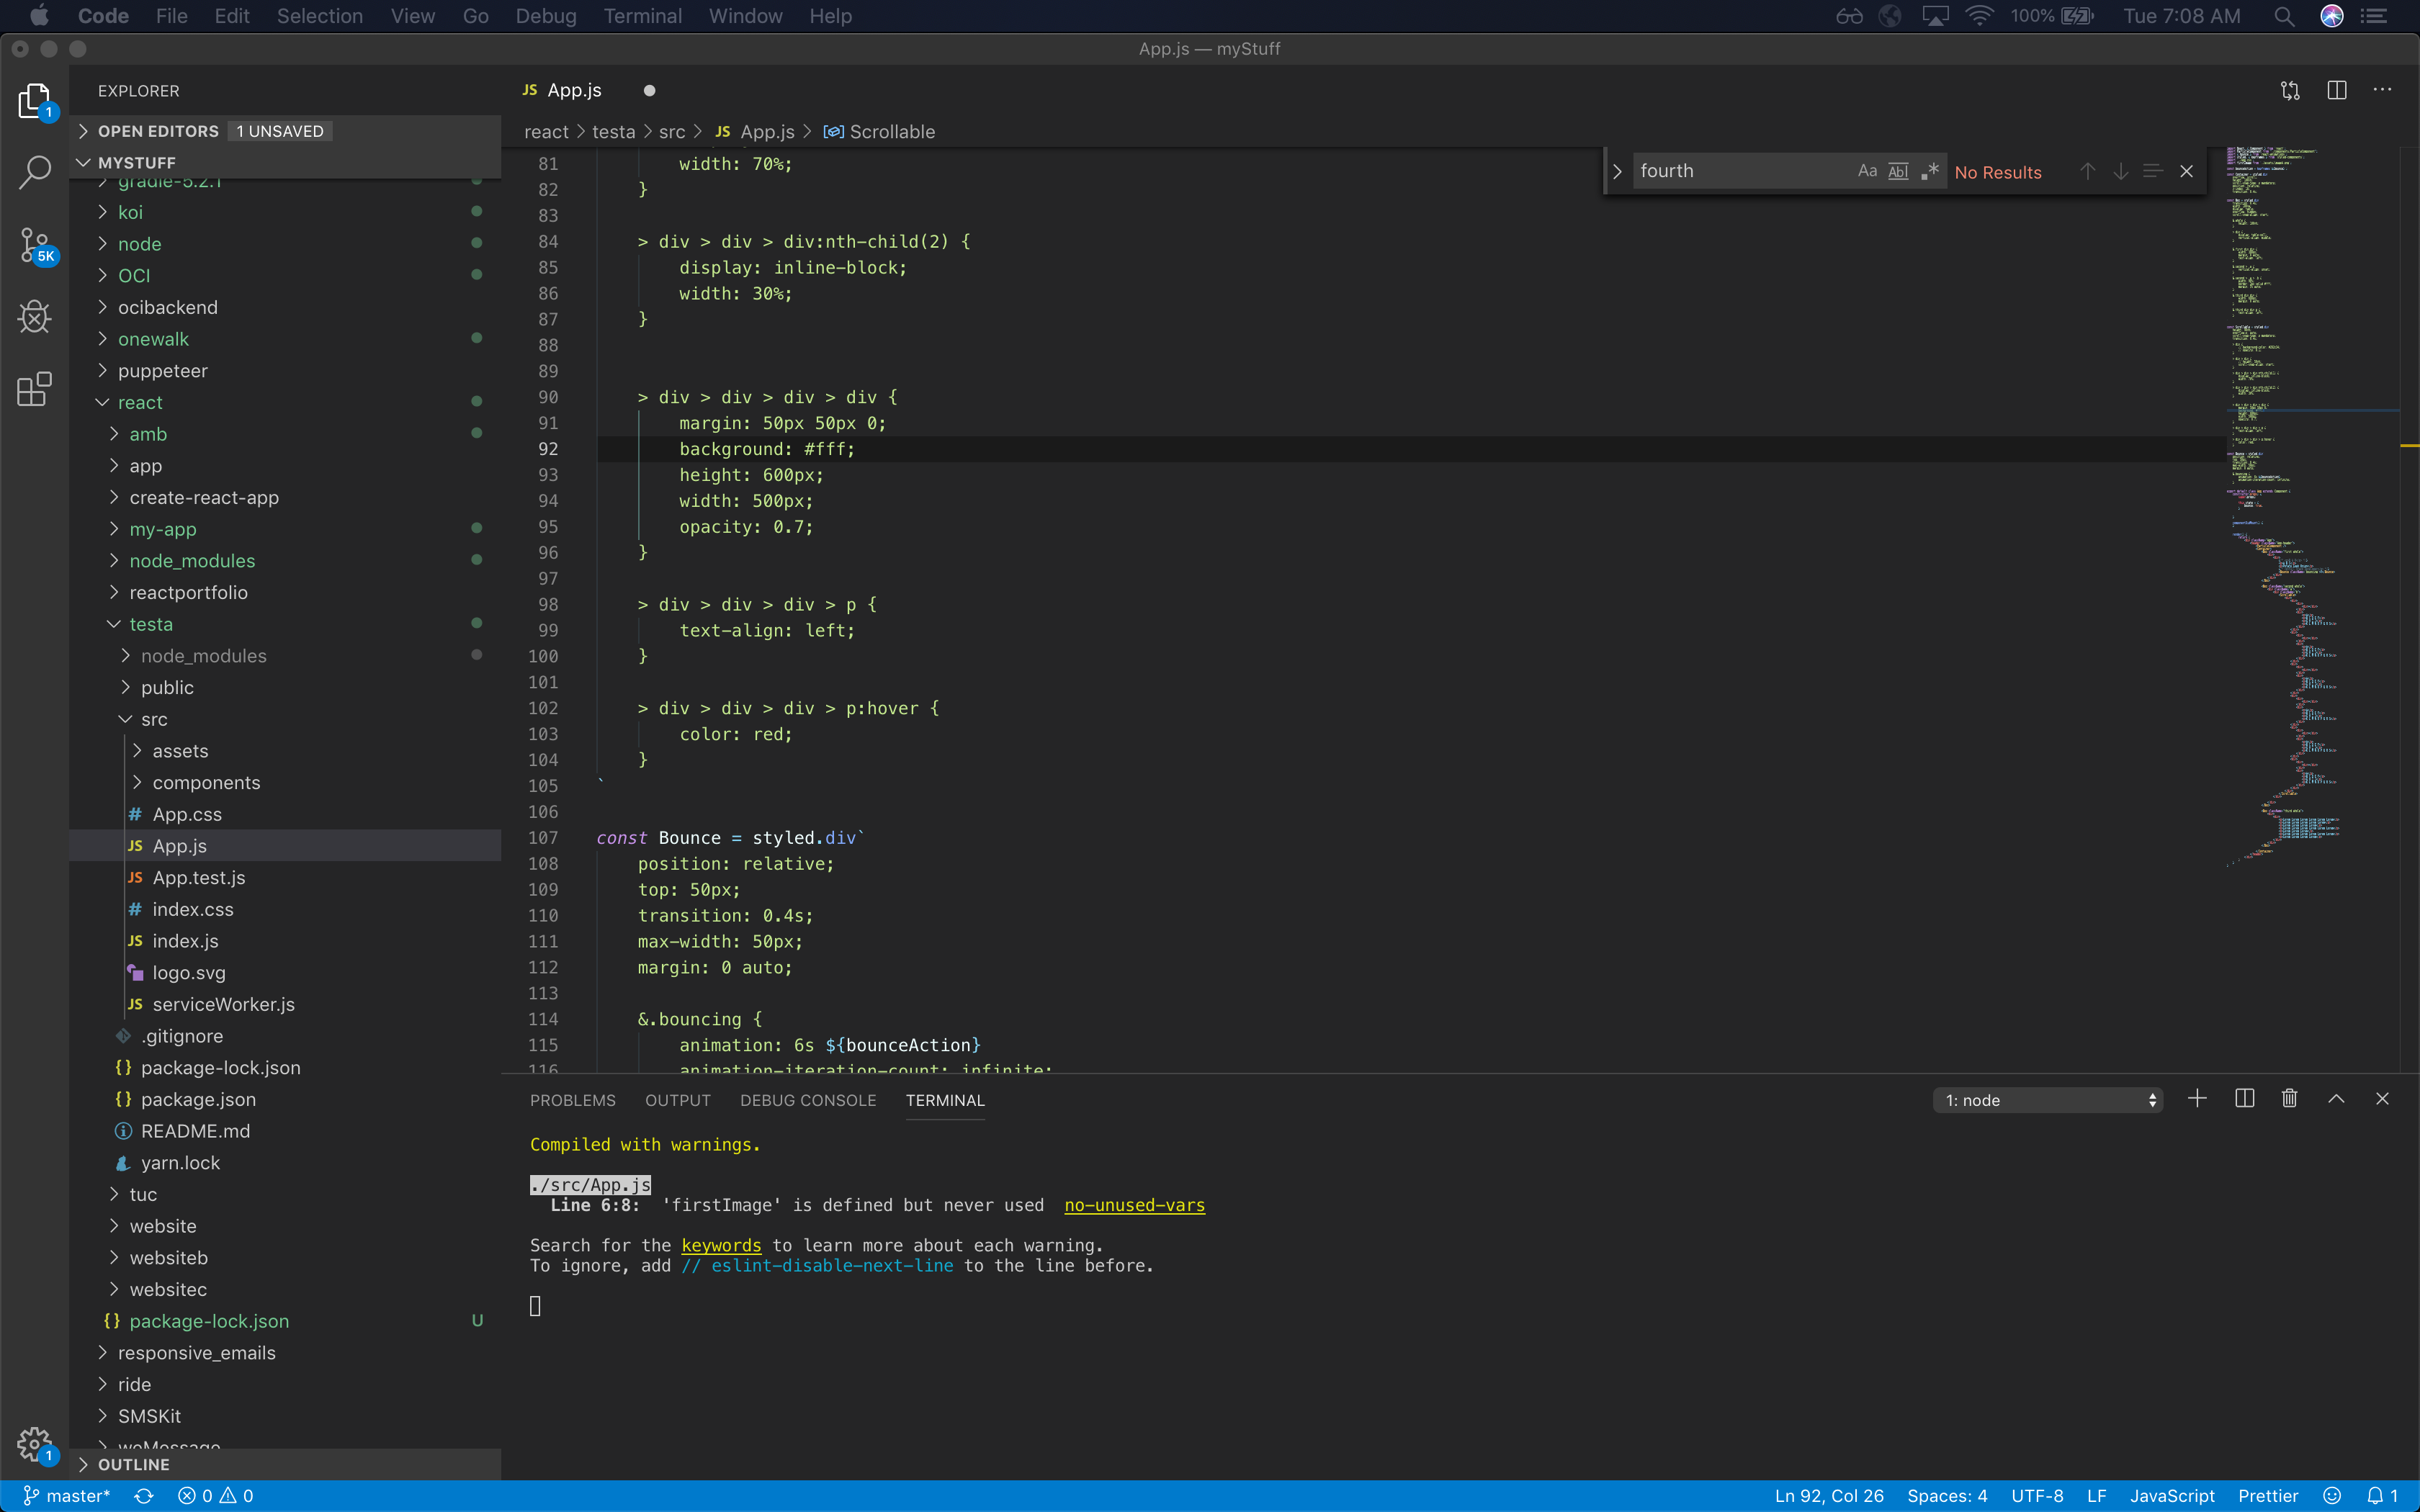 Code File Edit Selection View Go Debug Terminal Window Help 100% Tue 7:08 AM
App.js — myStuff
EXPLORER
OPEN EDITORS 1 UNSAVED
MYSTUFF
gradle-5.2.1
koi
node
OCI
ocibackend
onewalk
puppeteer
react
amb
app
create-react-app
my-app
node_modules
reactportfolio
testa
node_modules
public
src
assets
components
# App.css
JS App.js
JS App.test.js
# index.css
JS index.js
logo.svg
JS serviceWorker.js
.gitignore
{} package-lock.json
{} package.json
README.md
yarn.lock
tuc
website
websiteb
websitec
{} package-lock.json U
responsive_emails
ride
SMSKit
weMessage
OUTLINE
1
5K
1
JS App.js
react > testa > src > JS App.js > Scrollable
fourth Aa Abl .* No Results
81 width: 70%;
82 }
83
84 > div > div > div:nth-child(2) {
85 display: inline-block;
86 width: 30%;
87 }
88
89
90 > div > div > div > div {
91 margin: 50px 50px 0;
92 background: #fff;
93 height: 600px;
94 width: 500px;
95 opacity: 0.7;
96 }
97
98 > div > div > div > p {
99 text-align: left;
100 }
101
102 > div > div > div > p:hover {
103 color: red;
104 }
105 `
106
107 const Bounce = styled.div`
108 position: relative;
109 top: 50px;
110 transition: 0.4s;
111 max-width: 50px;
112 margin: 0 auto;
113
114 &.bouncing {
115 animation: 6s ${bounceAction}
116 animation-iteration-count: infinite;
PROBLEMS OUTPUT DEBUG CONSOLE TERMINAL 1: node
Compiled with warnings.
./src/App.js
Line 6:8: 'firstImage' is defined but never used no-unused-vars
Search for the keywords to learn more about each warning.
To ignore, add // eslint-disable-next-line to the line before.
master* 0 0 Ln 92, Col 26 Spaces: 4 UTF-8 LF JavaScript Prettier 1